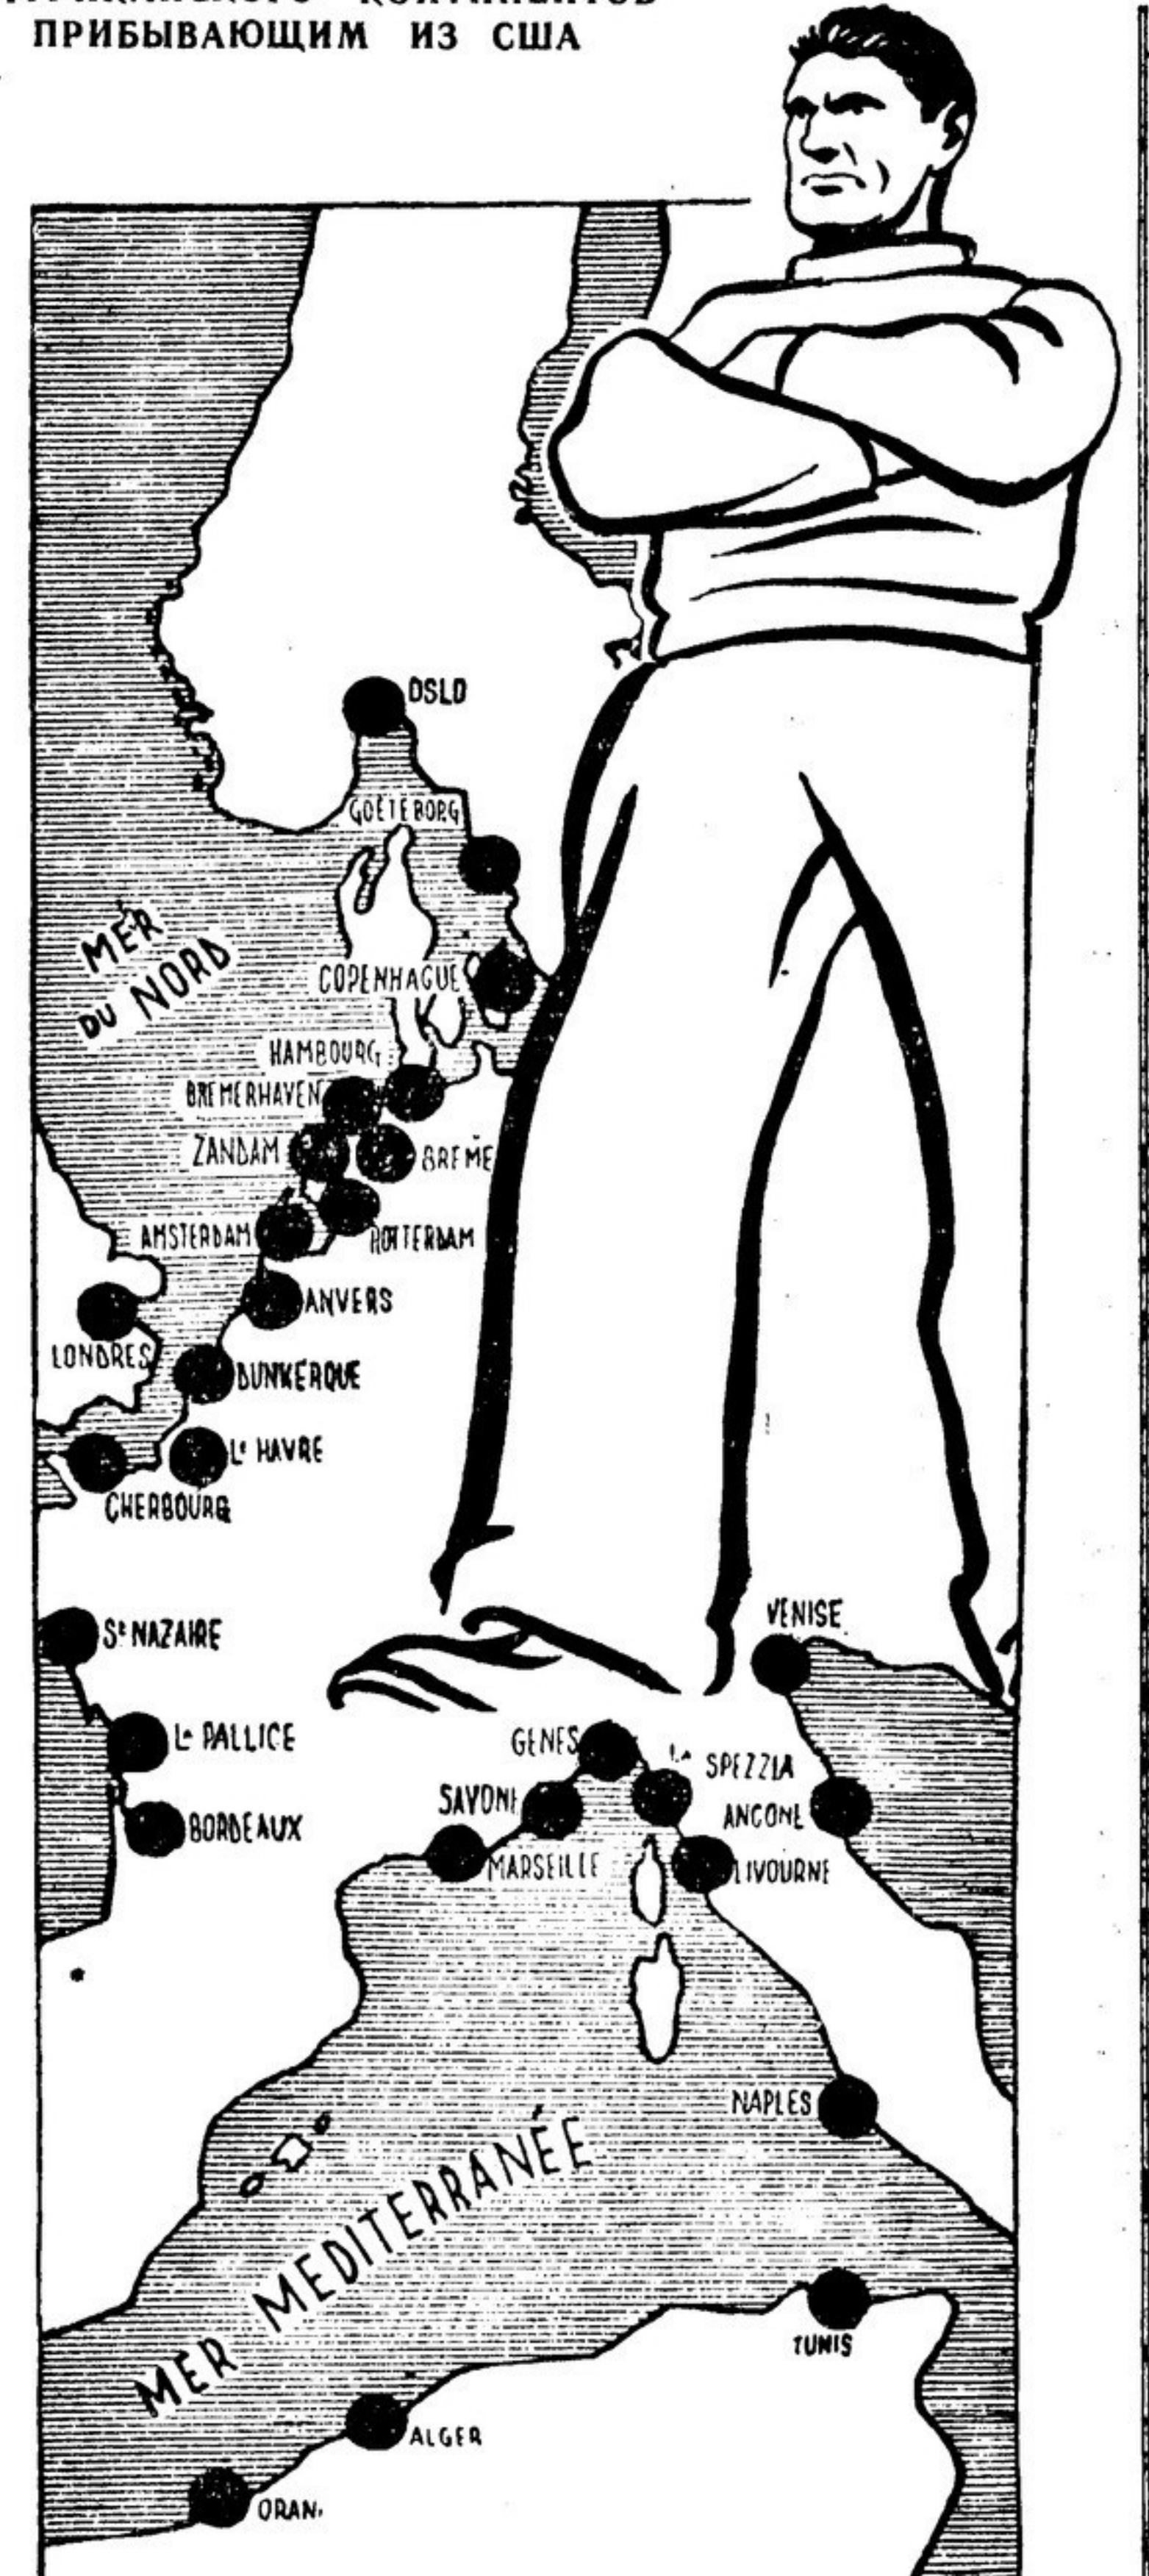 ПРИБЫВАЮЩИМ ИЗ США
OSLO
GOETEBORG
MER
DU NORD
COPENHAGUE
HAMBOURG
BREMERHAVEN
ZANDAM
BREME
AMSTERDAM
ROTTERDAM
ANVERS
LONDRES
DUNKERQUE
Le HAVRE
CHERBOURG
St NAZAIRE
VENISE
La PALLICE
GENES
La SPEZZIA
SAVONE
ANCONE
BORDEAUX
MARSEILLE
LIVOURNE
NAPLES
MER MEDITERRANÉE
TUNIS
ALGER
ORAN.